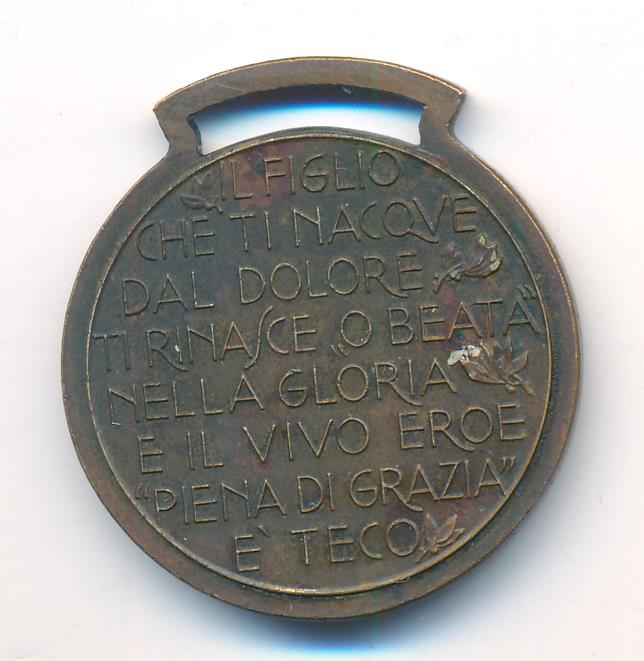 IL FIGLIO
CHE TI NACQVE
DAL DOLORE
TI RINASCE „O BEATA”
NELLA GLORIA
E IL VIVO EROE
“PIENA DI GRAZIA”
E' TECO